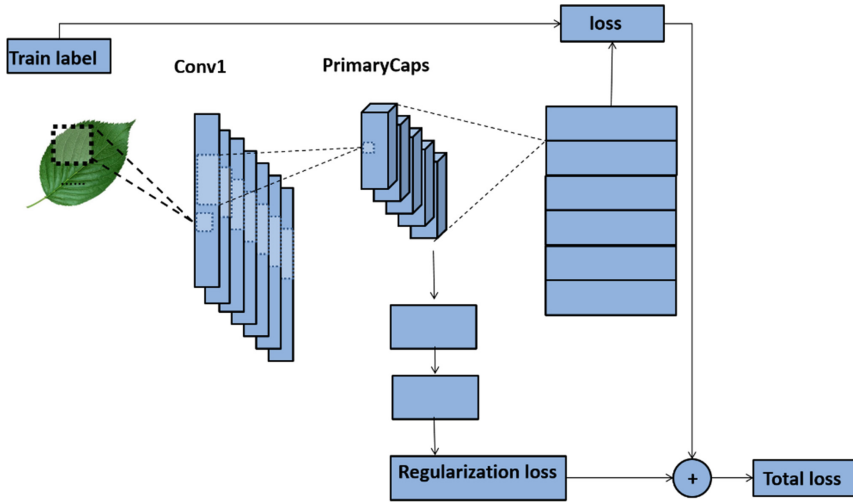 loss
Train label
Conv1
PrimaryCaps
Regularization loss
+
Total loss